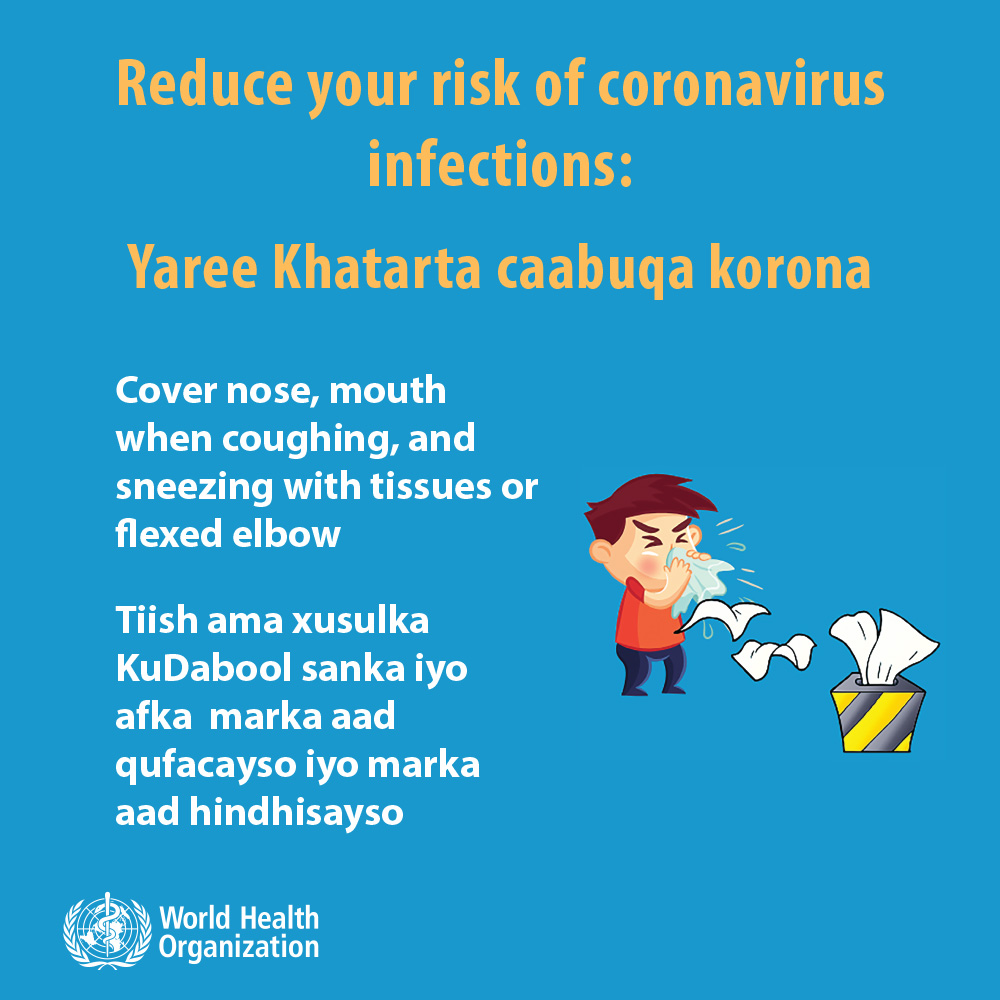 Reduce your risk of coronavirus
infections:
Yaree Khatarta caabuqa korona
Cover nose, mouth
when coughing, and
sneezing with tissues or
flexed elbow
Tiish ama xusulka
KuDabool sanka iyo
afka  marka aad
qufacayso iyo marka
aad hindhisayso
World Health
Organization